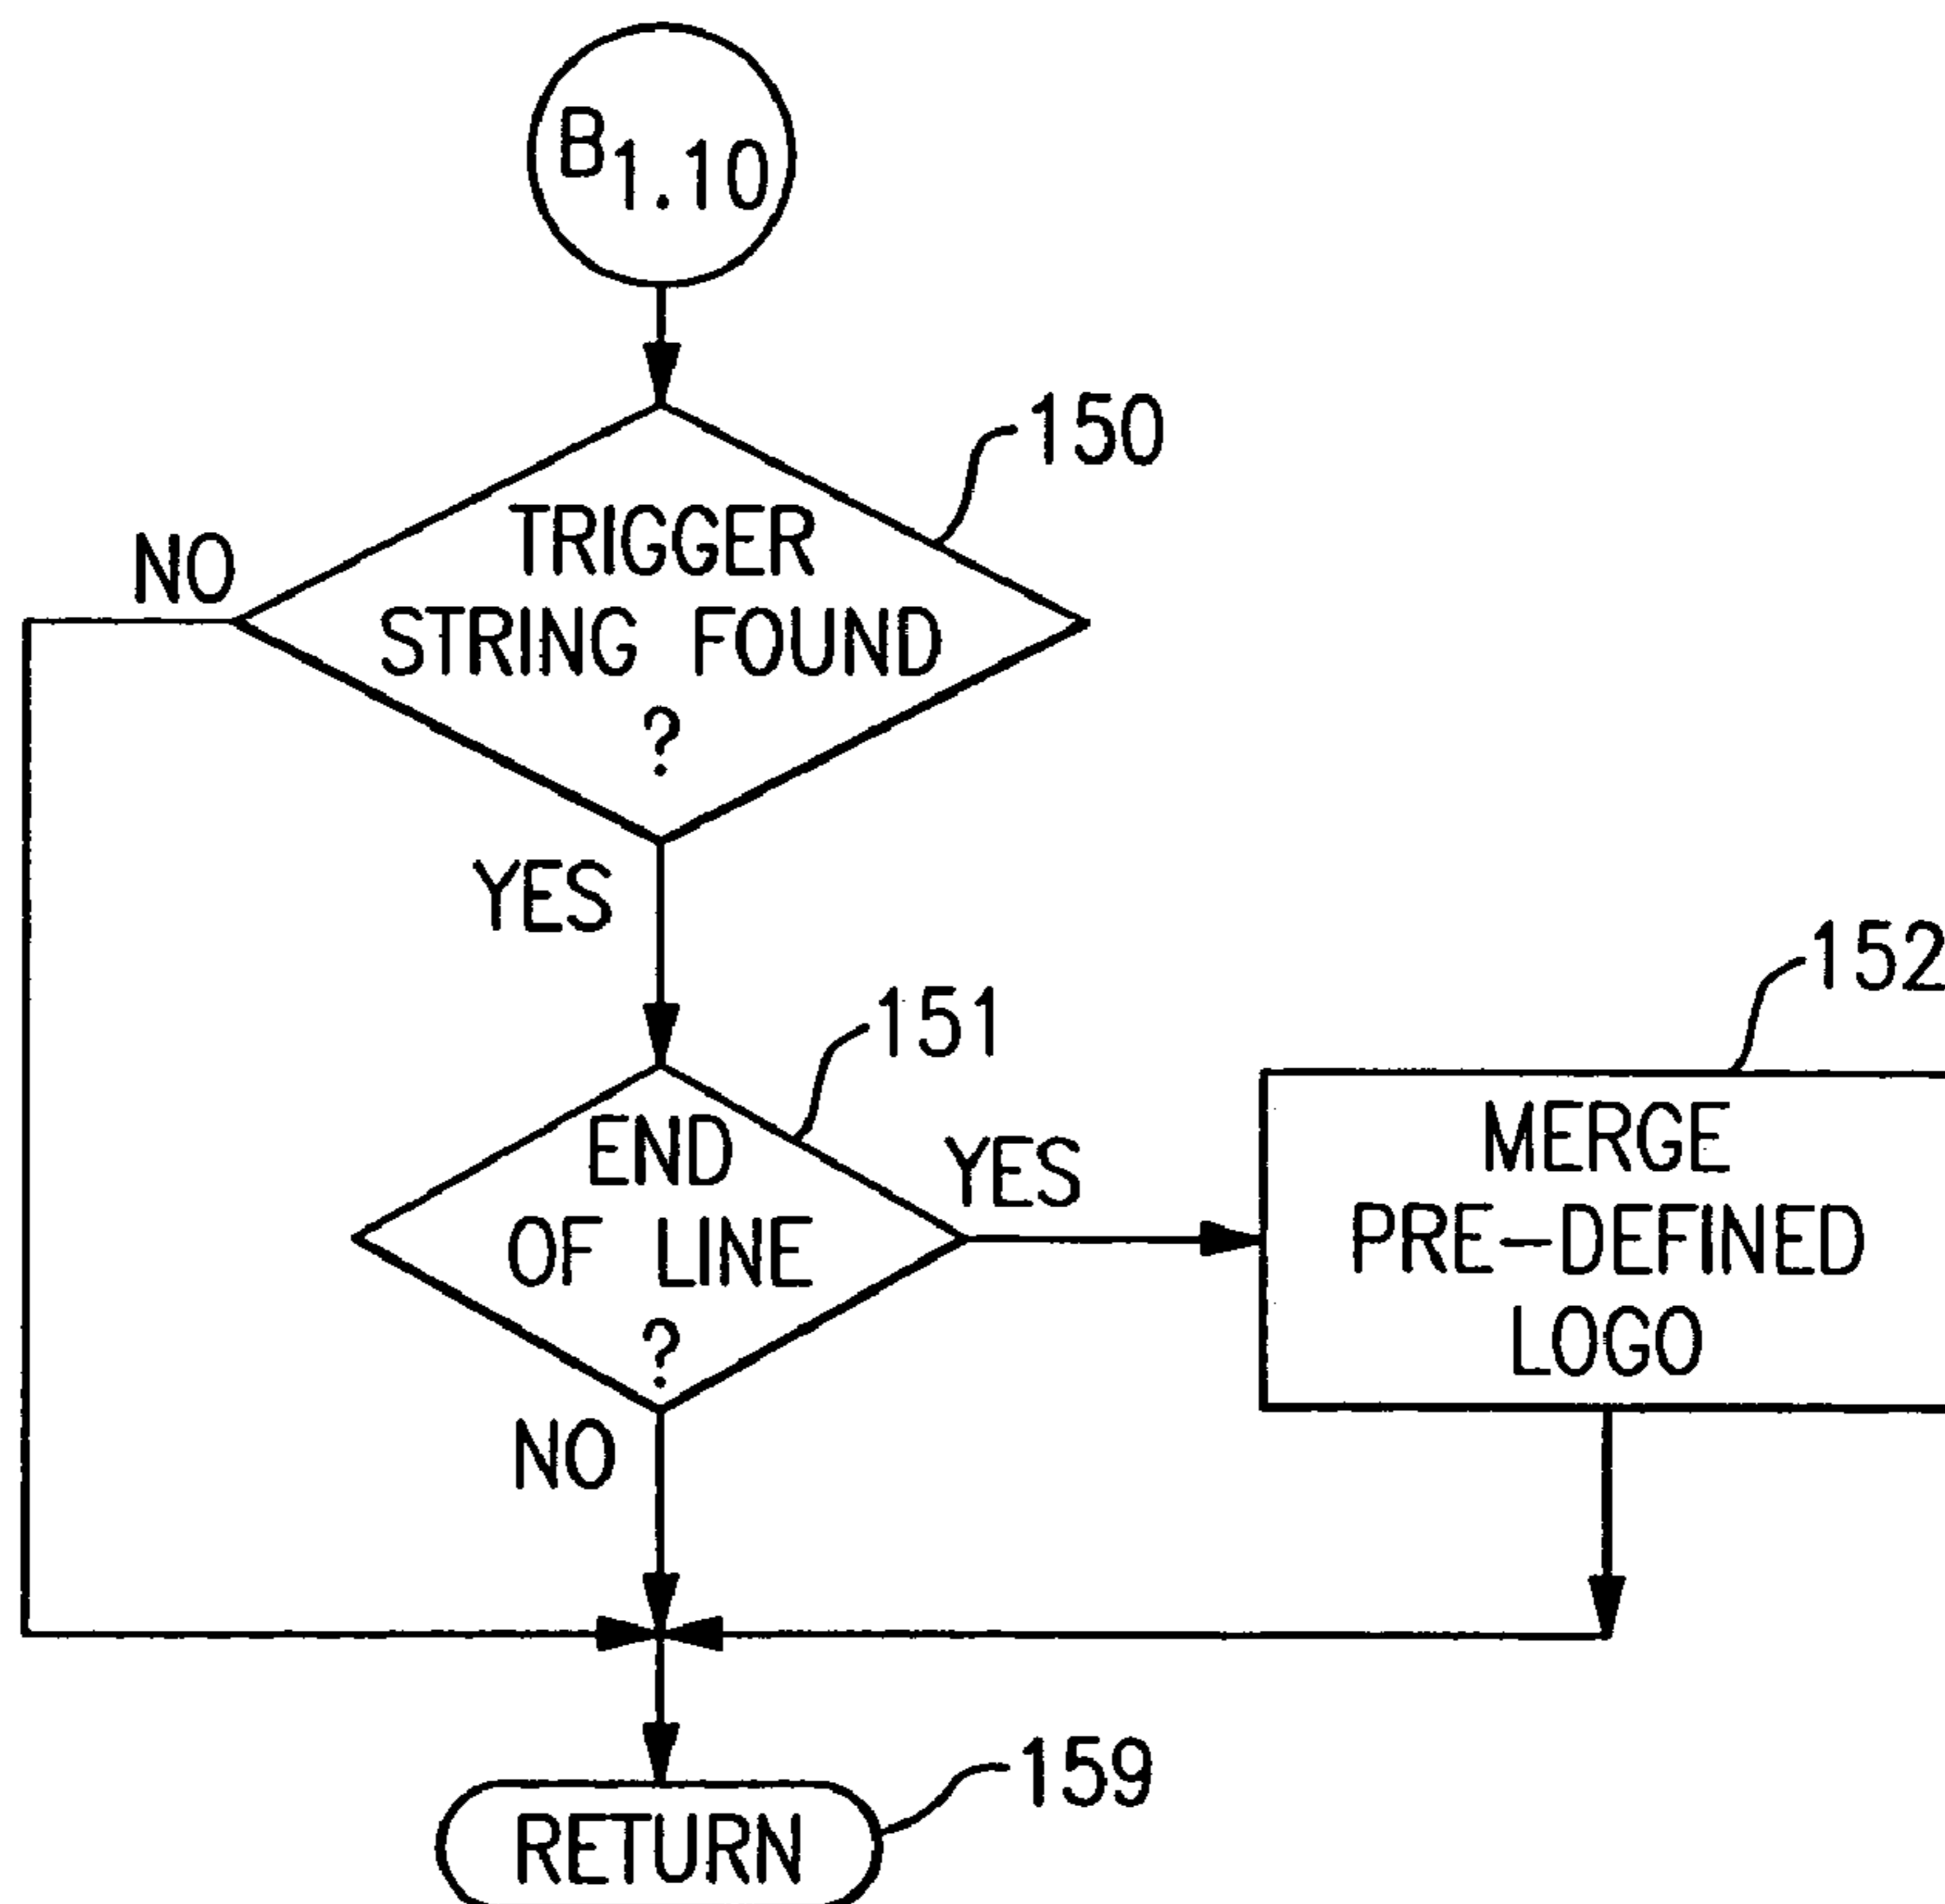 B1.10
150
TRIGGER
STRING FOUND
?
NO
YES
151
END
OF LINE
?
YES
NO
152
MERGE
PRE-DEFINED
LOGO
159
RETURN